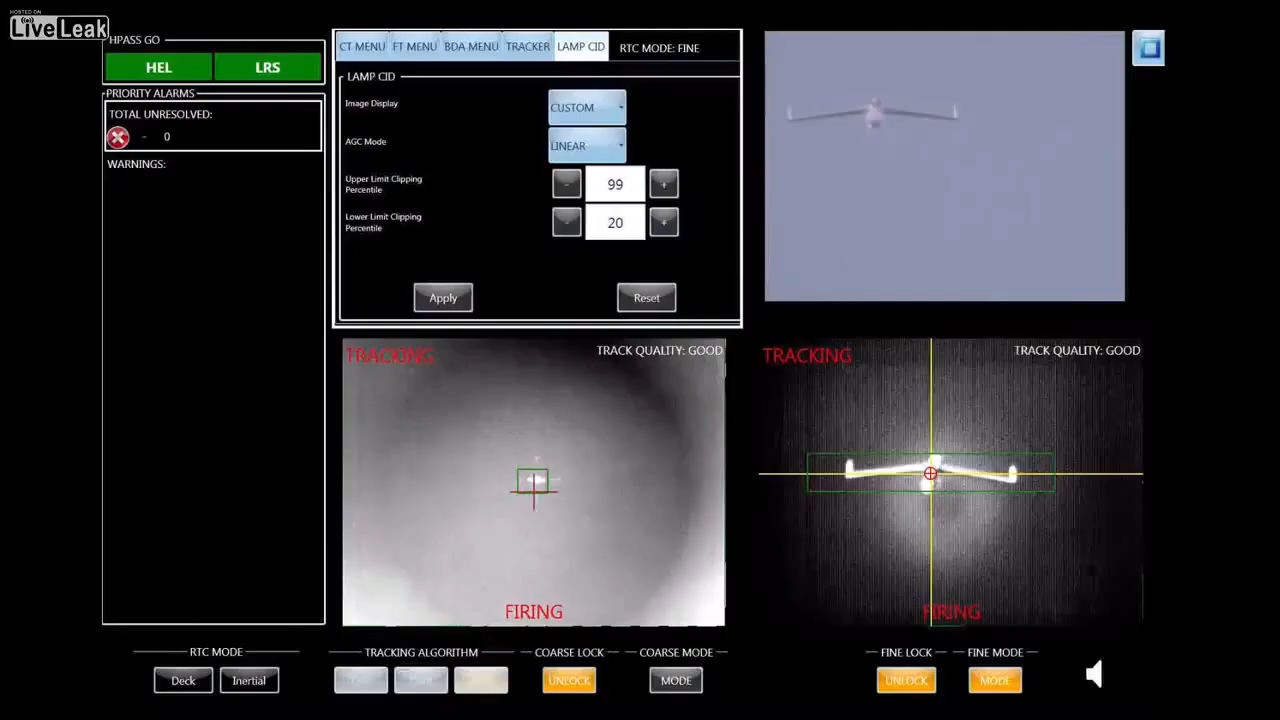 HOSTED ON
LiveLeak
HPASS GO
HEL
LRS
PRIORITY ALARMS
TOTAL UNRESOLVED:
- 0
WARNINGS:
CT MENU
FT MENU
BDA MENU
TRACKER
LAMP CID
RTC MODE: FINE
LAMP CID
Image Display
CUSTOM
AGC Mode
LINEAR
Upper Limit Clipping
Percentile
-
99
+
Lower Limit Clipping
Percentile
-
20
+
Apply
Reset
TRACKING
TRACK QUALITY: GOOD
FIRING
TRACKING
TRACK QUALITY: GOOD
FIRING
RTC MODE
Deck
Inertial
TRACKING ALGORITHM
COARSE LOCK
UNLOCK
COARSE MODE
MODE
FINE LOCK
UNLOCK
FINE MODE
MODE